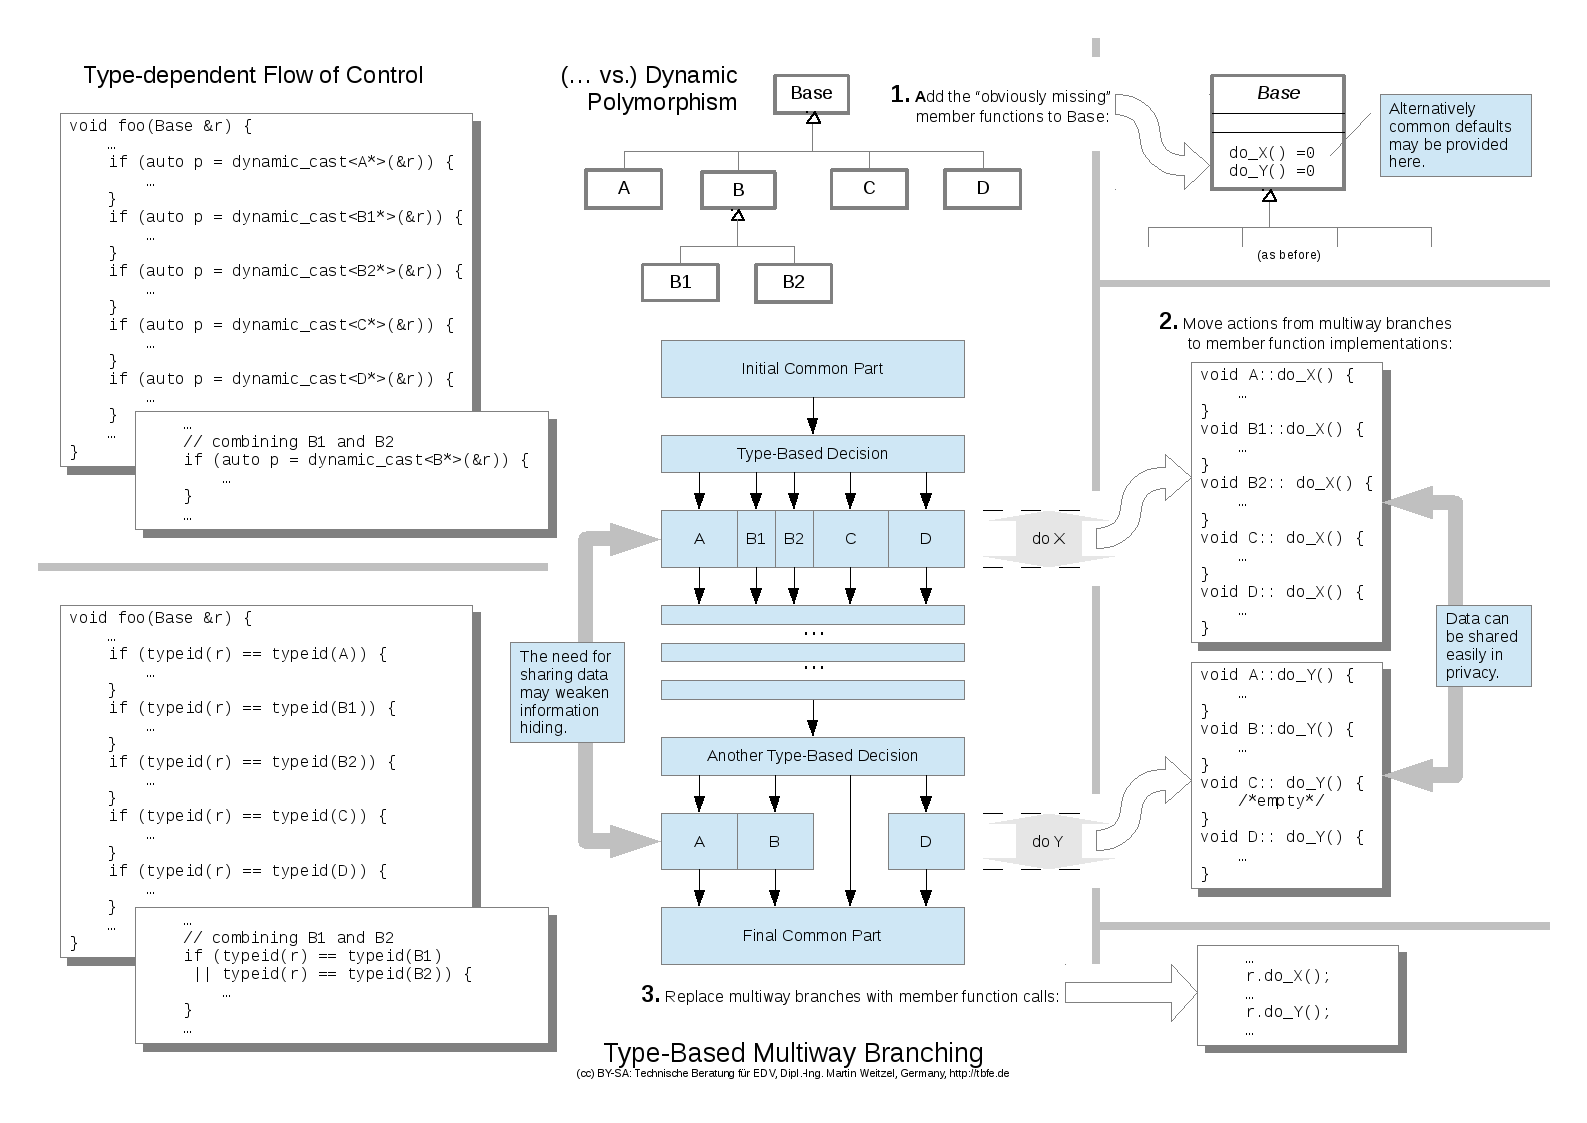 Type-dependent Flow of Control
void foo(Base &r) {
…
if (auto p = dynamic_cast<A*>(&r)) {
…
}
if (auto p = dynamic_cast<B1*>(&r)) {
…
}
if (auto p = dynamic_cast<B2*>(&r)) {
…
}
if (auto p = dynamic_cast<C*>(&r)) {
…
}
if (auto p = dynamic_cast<D*>(&r)) {
…
}
…
}
…
// combining B1 and B2
if (auto p = dynamic_cast<B*>(&r)) {
…
}
…
void foo(Base &r) {
…
if (typeid(r) == typeid(A)) {
…
}
if (typeid(r) == typeid(B1)) {
…
}
if (typeid(r) == typeid(B2)) {
…
}
if (typeid(r) == typeid(C)) {
…
}
if (typeid(r) == typeid(D)) {
…
}
…
}
…
// combining B1 and B2
if (typeid(r) == typeid(B1)
|| typeid(r) == typeid(B2)) {
…
}
…
(… vs.) Dynamic
Polymorphism
Base
A
B
C
D
B1
B2
Initial Common Part
Type-Based Decision
A
B1
B2
C
D
do X
…
…
The need for
sharing data
may weaken
information
hiding.
Another Type-Based Decision
A
B
D
do Y
Final Common Part
1. Add the “obviously missing”
member functions to Base:
Base
do_X() =0
do_Y() =0
Alternatively
common defaults
may be provided
here.
(as before)
2. Move actions from multiway branches
to member function implementations:
void A::do_X() {
…
}
void B1::do_X() {
…
}
void B2:: do_X() {
…
}
void C:: do_X() {
…
}
void D:: do_X() {
…
}
Data can
be shared
easily in
privacy.
void A::do_Y() {
…
}
void B::do_Y() {
…
}
void C:: do_Y() {
/*empty*/
}
void D:: do_Y() {
…
}
3. Replace multiway branches with member function calls:
…
r.do_X();
…
r.do_Y();
…
Type-Based Multiway Branching
(cc) BY-SA: Technische Beratung für EDV, Dipl.-Ing. Martin Weitzel, Germany, http://tbfe.de